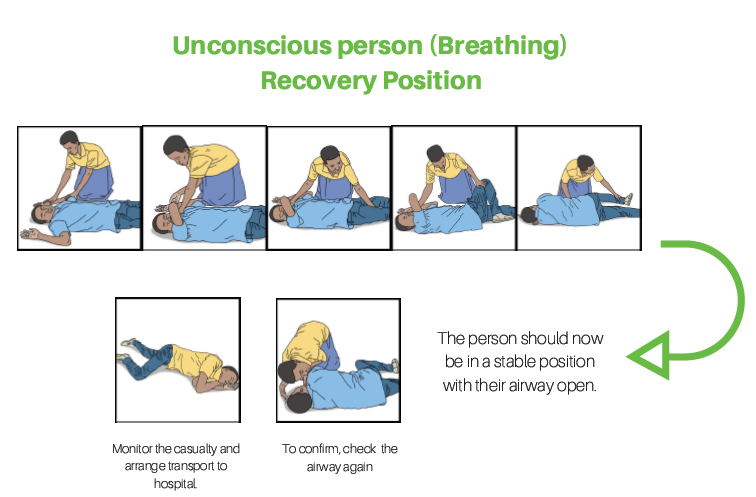 Unconscious person (Breathing)
Recovery Position
The person should now
be in a stable position
with their airway open.
To confirm, check the
airway again
Monitor the casualty and
arrange transport to
hospital.